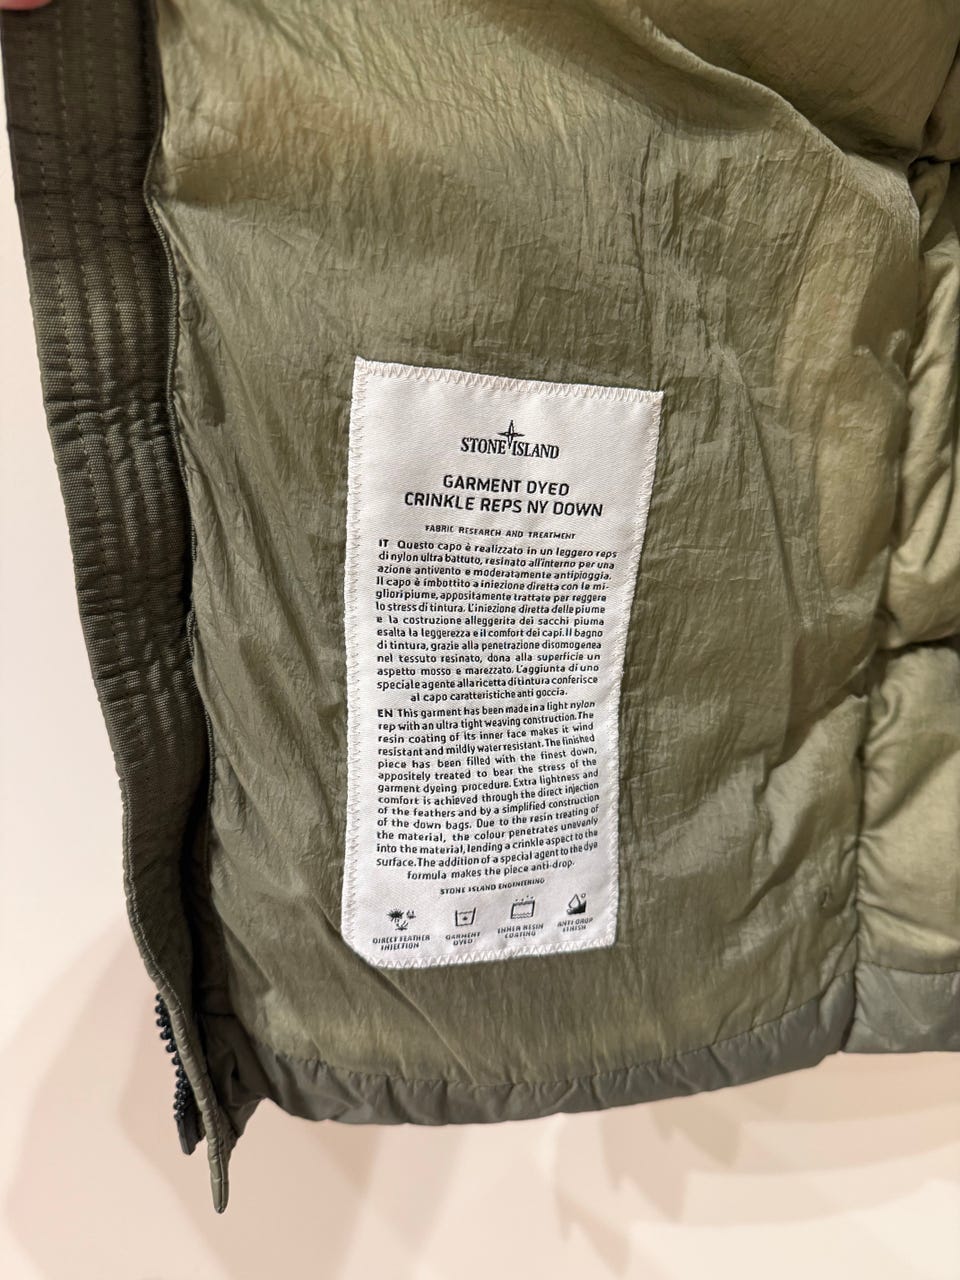 STONE ISLAND
GARMENT DYED
CRINKLE REPS NY DOWN
FABRIC RESEARCH AND TREATMENT
IT Questo capo è realizzato in un leggero reps
di nylon ultra battuto, resinato all'interno per una
azione antivento e moderatamente antipioggia.
Il capo è imbottito a iniezione diretta con le mi-
gliori piume, appositamente trattate per reggere
lo stress di tintura. L'iniezione diretta delle piume
e la costruzione alleggerita dei sacchi piuma
esalta la leggerezza e il comfort dei capi. Il bagno
di tintura, grazie alla penetrazione disomogenea
nel tessuto resinato, dona alla superficie un
aspetto mosso e marezzato. L'aggiunta di uno
speciale agente alla ricetta di tintura conferisce
al capo caratteristiche anti goccia.
EN This garment has been made in a light nylon
rep with an ultra tight weaving construction. The
resin coating of its inner face makes it wind
resistant and mildly water resistant. The finished
piece has been filled with the finest down,
appositely treated to bear the stress of the
garment dyeing procedure. Extra lightness and
comfort is achieved through the direct injection
of the feathers and by a simplified construction
of the down bags. Due to the resin treating of
the material, the colour penetrates unevenly
into the material, lending a crinkle aspect to the
surface. The addition of a special agent to the dye
formula makes the piece anti-drop.
STONE ISLAND ENGINEERING
DIRECT FEATHER
INJECTION
GARMENT
DYED
INNER RESIN
COATING
ANTI DROP
FINISH